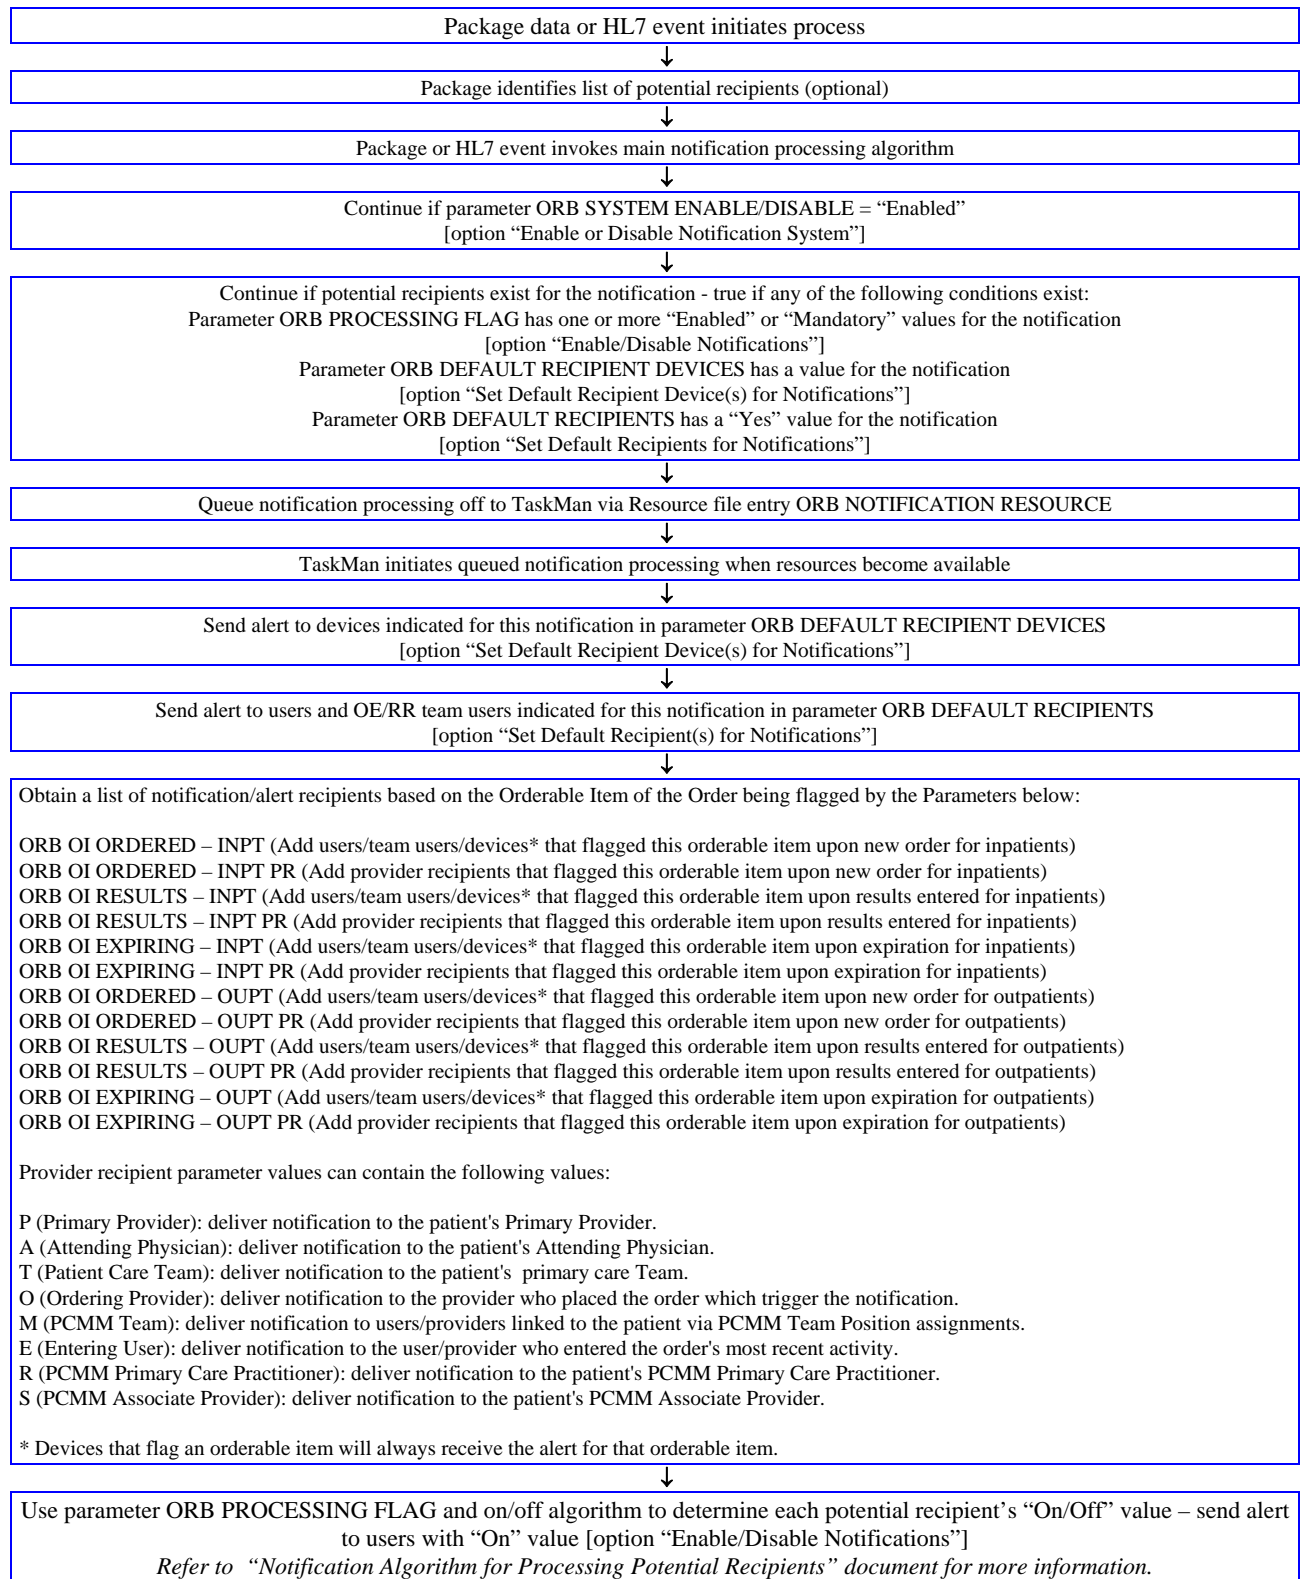 Package data or HL7 event initiates process
↓
Package identifies list of potential recipients (optional)
↓
Package or HL7 event invokes main notification processing algorithm
↓
Continue if parameter ORB SYSTEM ENABLE/DISABLE = “Enabled”
[option “Enable or Disable Notification System”]
↓
Continue if potential recipients exist for the notification - true if any of the following conditions exist:
Parameter ORB PROCESSING FLAG has one or more “Enabled” or “Mandatory” values for the notification
[option “Enable/Disable Notifications”]
Parameter ORB DEFAULT RECIPIENT DEVICES has a value for the notification
[option “Set Default Recipient Device(s) for Notifications”]
Parameter ORB DEFAULT RECIPIENTS has a “Yes” value for the notification
[option “Set Default Recipients for Notifications”]
↓
Queue notification processing off to TaskMan via Resource file entry ORB NOTIFICATION RESOURCE
↓
TaskMan initiates queued notification processing when resources become available
↓
Send alert to devices indicated for this notification in parameter ORB DEFAULT RECIPIENT DEVICES
[option “Set Default Recipient Device(s) for Notifications”]
↓
Send alert to users and OE/RR team users indicated for this notification in parameter ORB DEFAULT RECIPIENTS
[option “Set Default Recipient(s) for Notifications”]
↓
Obtain a list of notification/alert recipients based on the Orderable Item of the Order being flagged by the Parameters below:
ORB OI ORDERED – INPT (Add users/team users/devices* that flagged this orderable item upon new order for inpatients)
ORB OI ORDERED – INPT PR (Add provider recipients that flagged this orderable item upon new order for inpatients)
ORB OI RESULTS – INPT (Add users/team users/devices* that flagged this orderable item upon results entered for inpatients)
ORB OI RESULTS – INPT PR (Add provider recipients that flagged this orderable item upon results entered for inpatients)
ORB OI EXPIRING – INPT (Add users/team users/devices* that flagged this orderable item upon expiration for inpatients)
ORB OI EXPIRING – INPT PR (Add provider recipients that flagged this orderable item upon expiration for inpatients)
ORB OI ORDERED – OUPT (Add users/team users/devices* that flagged this orderable item upon new order for outpatients)
ORB OI ORDERED – OUPT PR (Add provider recipients that flagged this orderable item upon new order for outpatients)
ORB OI RESULTS – OUPT (Add users/team users/devices* that flagged this orderable item upon results entered for outpatients)
ORB OI RESULTS – OUPT PR (Add provider recipients that flagged this orderable item upon results entered for outpatients)
ORB OI EXPIRING – OUPT (Add users/team users/devices* that flagged this orderable item upon expiration for outpatients)
ORB OI EXPIRING – OUPT PR (Add provider recipients that flagged this orderable item upon expiration for outpatients)
Provider recipient parameter values can contain the following values:
P (Primary Provider): deliver notification to the patient's Primary Provider.
A (Attending Physician): deliver notification to the patient's Attending Physician.
T (Patient Care Team): deliver notification to the patient's  primary care Team.
O (Ordering Provider): deliver notification to the provider who placed the order which trigger the notification.
M (PCMM Team): deliver notification to users/providers linked to the patient via PCMM Team Position assignments.
E (Entering User): deliver notification to the user/provider who entered the order's most recent activity.
R (PCMM Primary Care Practitioner): deliver notification to the patient's PCMM Primary Care Practitioner.
S (PCMM Associate Provider): deliver notification to the patient's PCMM Associate Provider.
* Devices that flag an orderable item will always receive the alert for that orderable item.
↓
Use parameter ORB PROCESSING FLAG and on/off algorithm to determine each potential recipient’s “On/Off” value – send alert
to users with “On” value [option “Enable/Disable Notifications”]
Refer to  “Notification Algorithm for Processing Potential Recipients” document for more information.